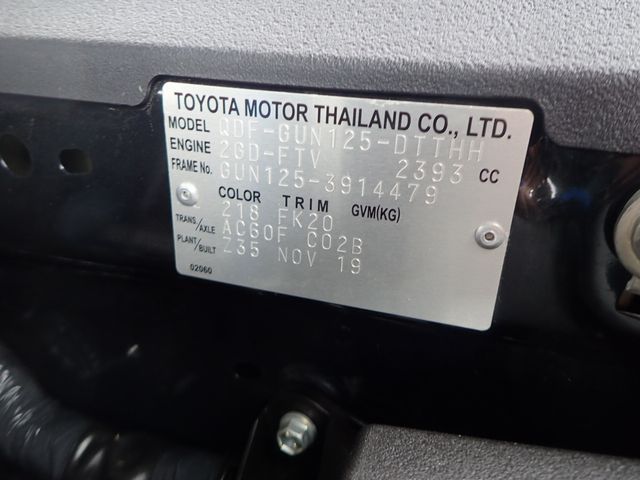 TOYOTA MOTOR THAILAND CO., LTD.
MODEL QDF-GUN125-DTTHH
ENGINE 2GD-FTV 2393 CC
FRAME No. GUN125-3914479
COLOR TRIM GVM(KG)
218 FK20
TRANS/AXLE AC60F C02B
PLANT/BUILT Z35 NOV 19
02060